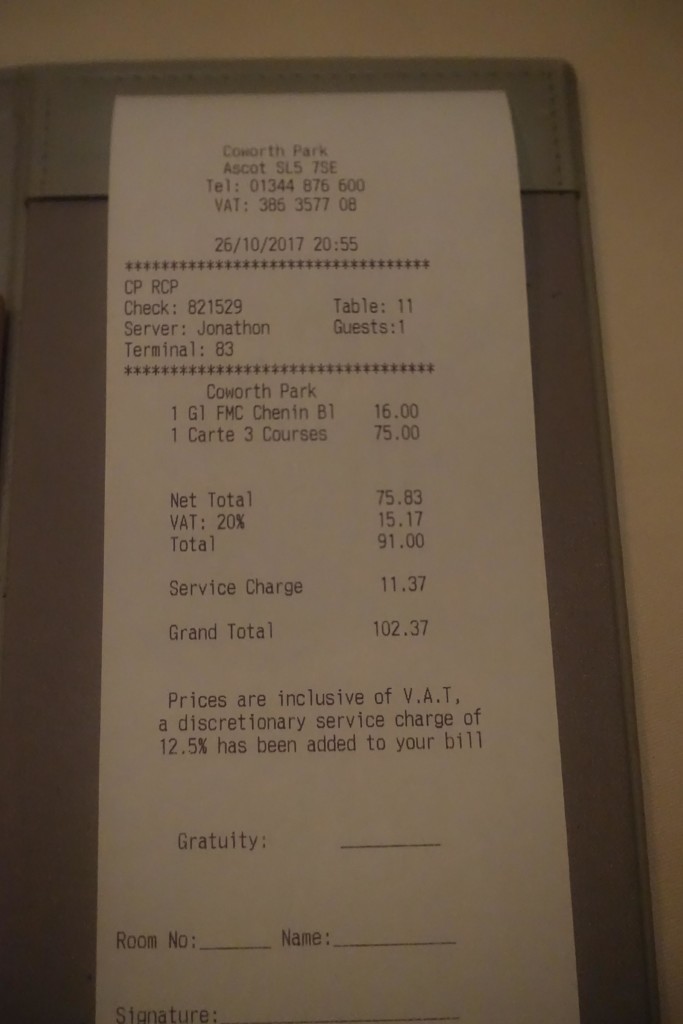 Coworth Park
Ascot SL5 7SE
Tel: 01344 876 600
VAT: 386 3577 08
26/10/2017 20:55
**********************************
CP RCP
Check: 821529 Table: 11
Server: Jonathon Guests:1
Terminal: 83
**********************************
Coworth Park
1 Gl FMC Chenin Bl 16.00
1 Carte 3 Courses 75.00
Net Total 75.83
VAT: 20% 15.17
Total 91.00
Service Charge 11.37
Grand Total 102.37
Prices are inclusive of V.A.T,
a discretionary service charge of
12.5% has been added to your bill
Gratuity: __________
Room No:_______ Name:____________
Signature:________________________